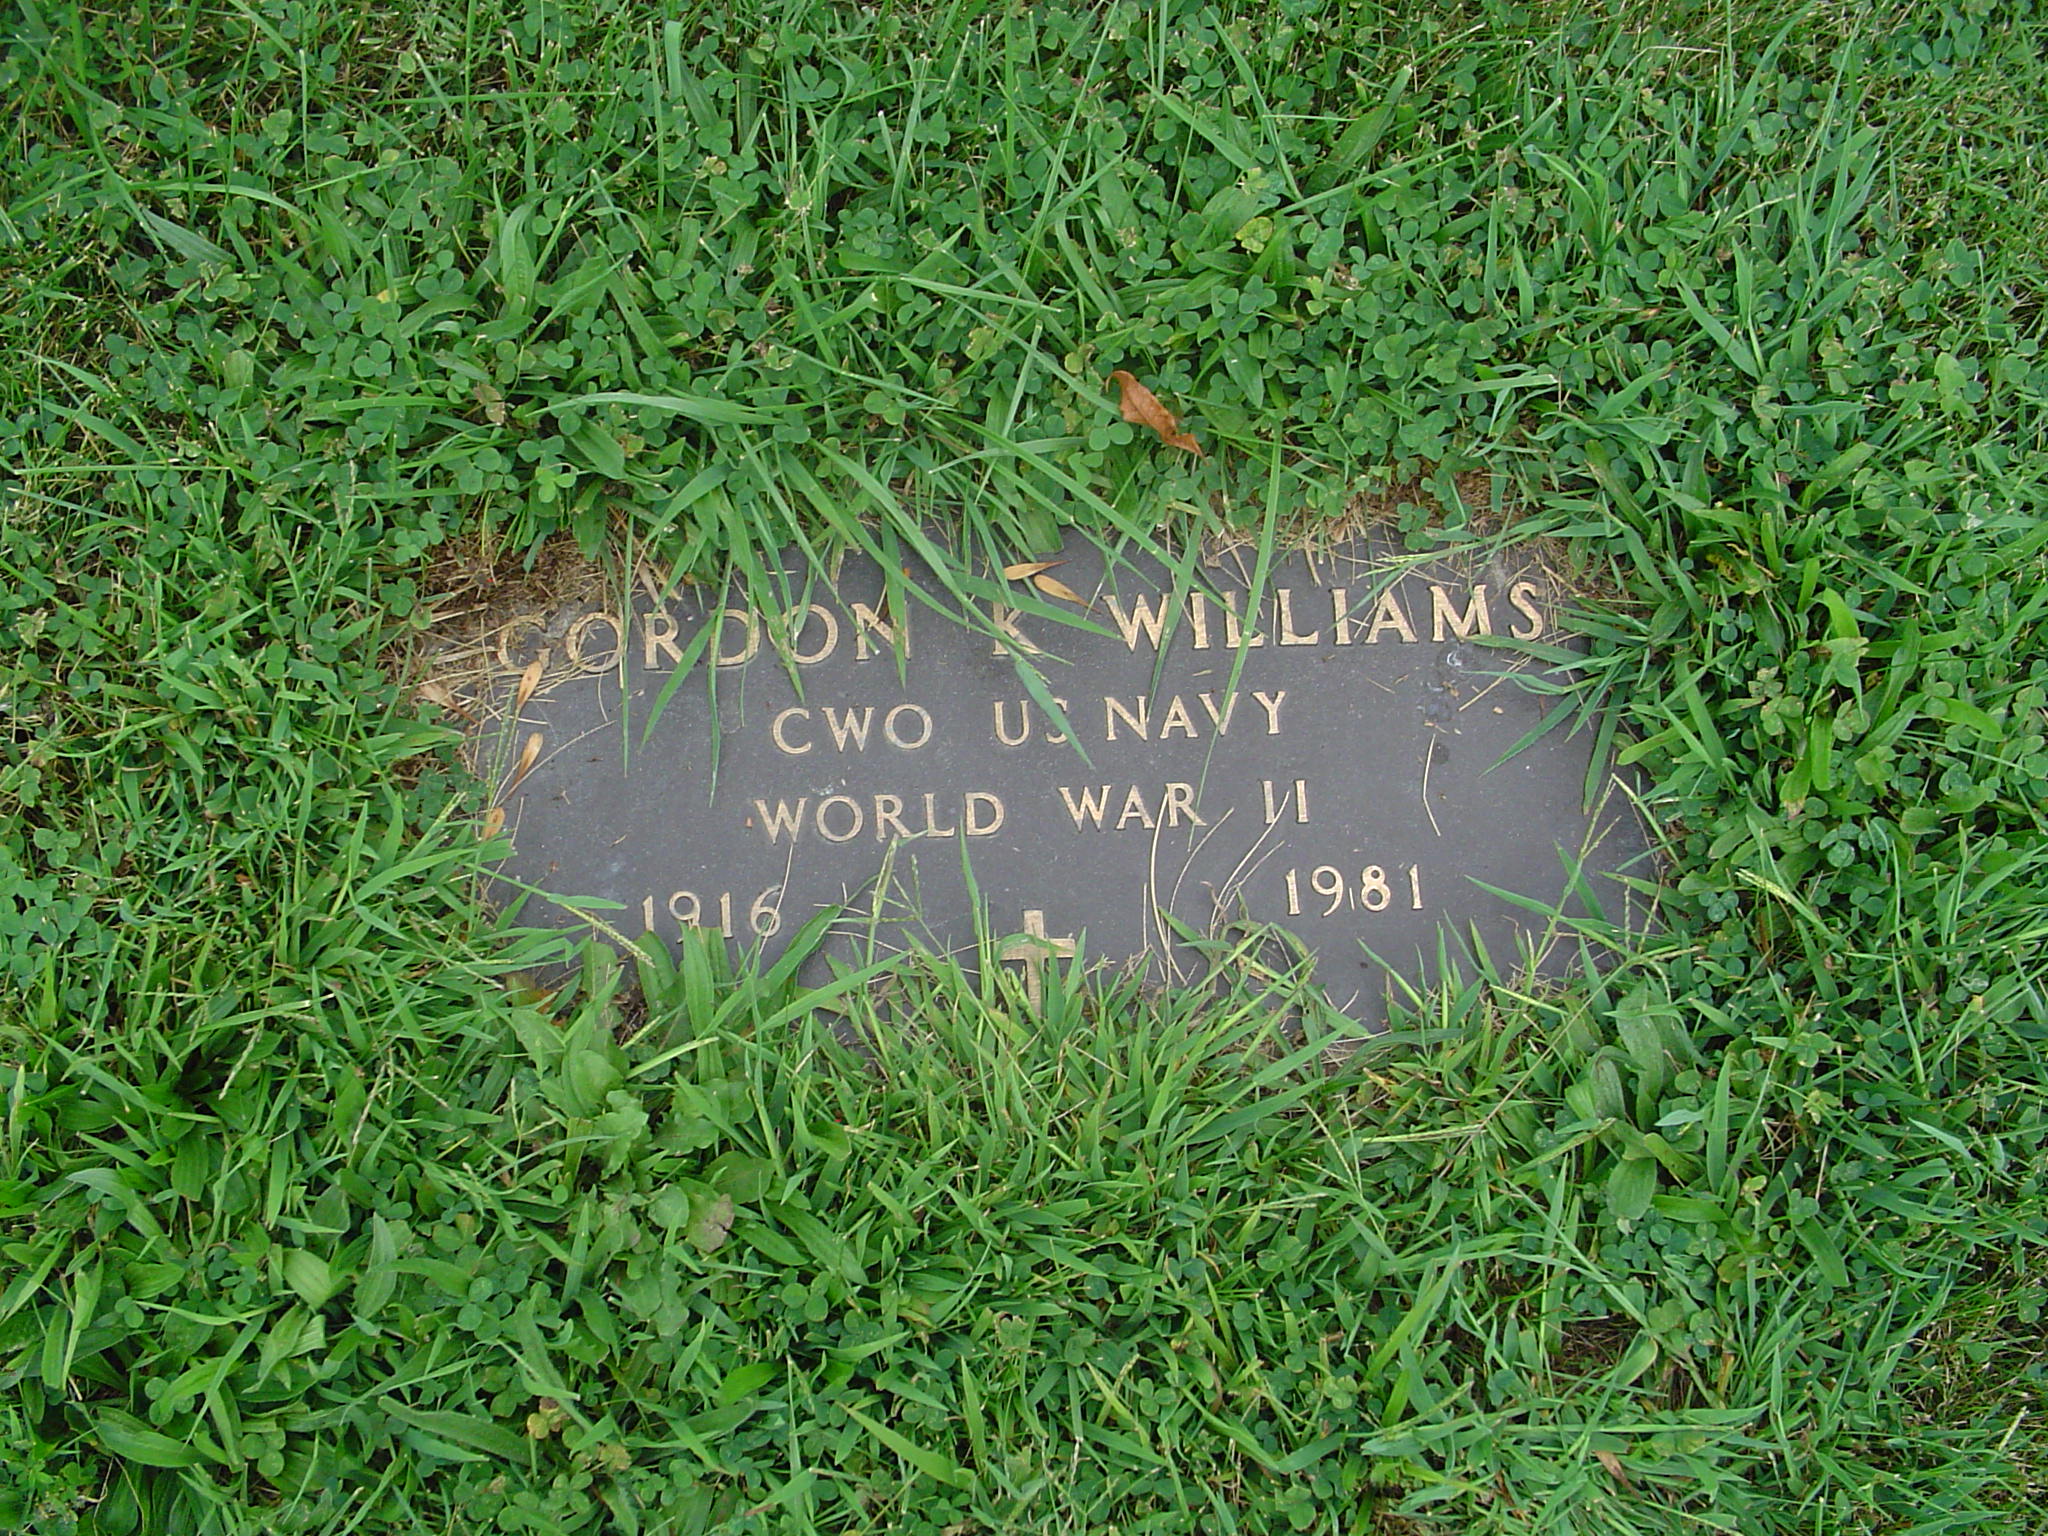 GORDON K WILLIAMS
CWO US NAVY
WORLD WAR II
1916 1981